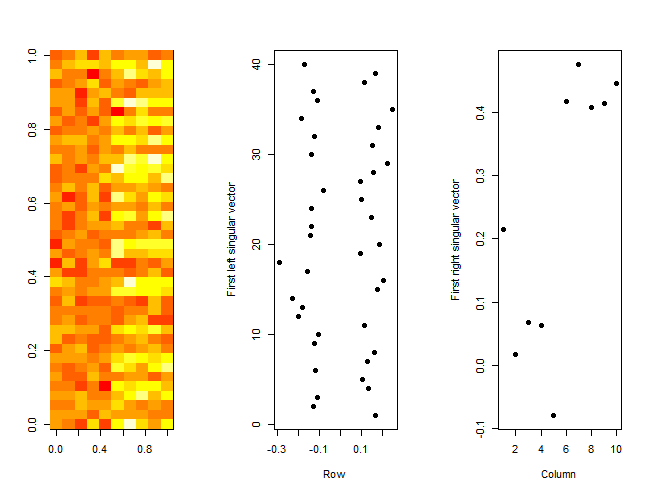 0.0 0.2 0.4 0.6 0.8 1.0
0.0 0.4 0.8
First left singular vector
0 10 20 30 40
-0.3 -0.1 0.1
Row
First right singular vector
-0.1 0.0 0.1 0.2 0.3 0.4
2 4 6 8 10
Column